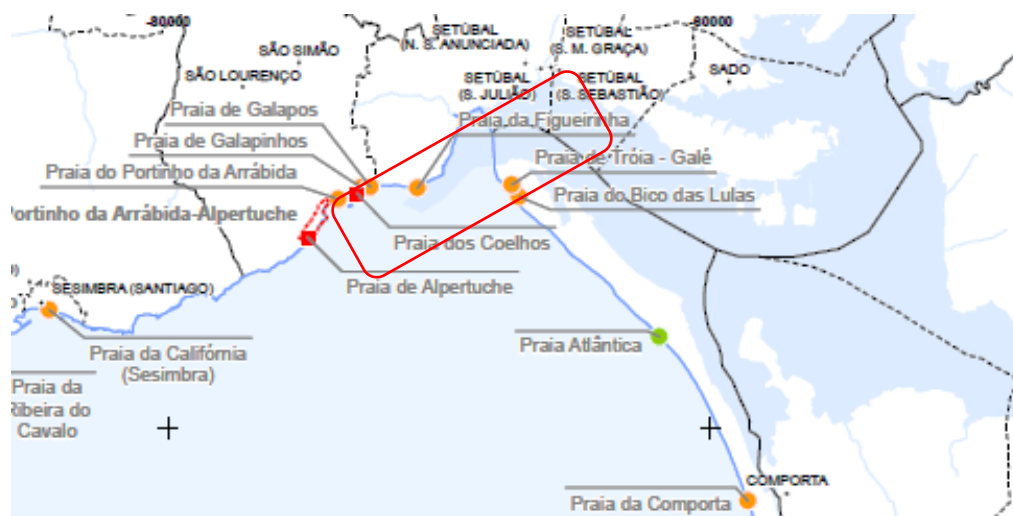 -80000
-60000
SETÚBAL
(N. S. ANUNCIADA)
SETÚBAL
(S. M. GRAÇA)
SÃO SIMÃO
SÃO LOURENÇO
SETÚBAL
(S. JULIÃO)
SETÚBAL
(S. SEBASTIÃO)
SADO
Praia de Galapos
Praia da Figueirinha
Praia de Galapinhos
Praia de Tróia - Galé
Praia do Portinho da Arrábida
Praia do Bico das Lulas
Portinho da Arrábida-Alpertuche
Praia dos Coelhos
Praia de Alpertuche
SESIMBRA (SANTIAGO)
Praia Atlântica
Praia da Califórnia
(Sesimbra)
Praia da
Ribeira do
Cavalo
COMPORTA
Praia da Comporta